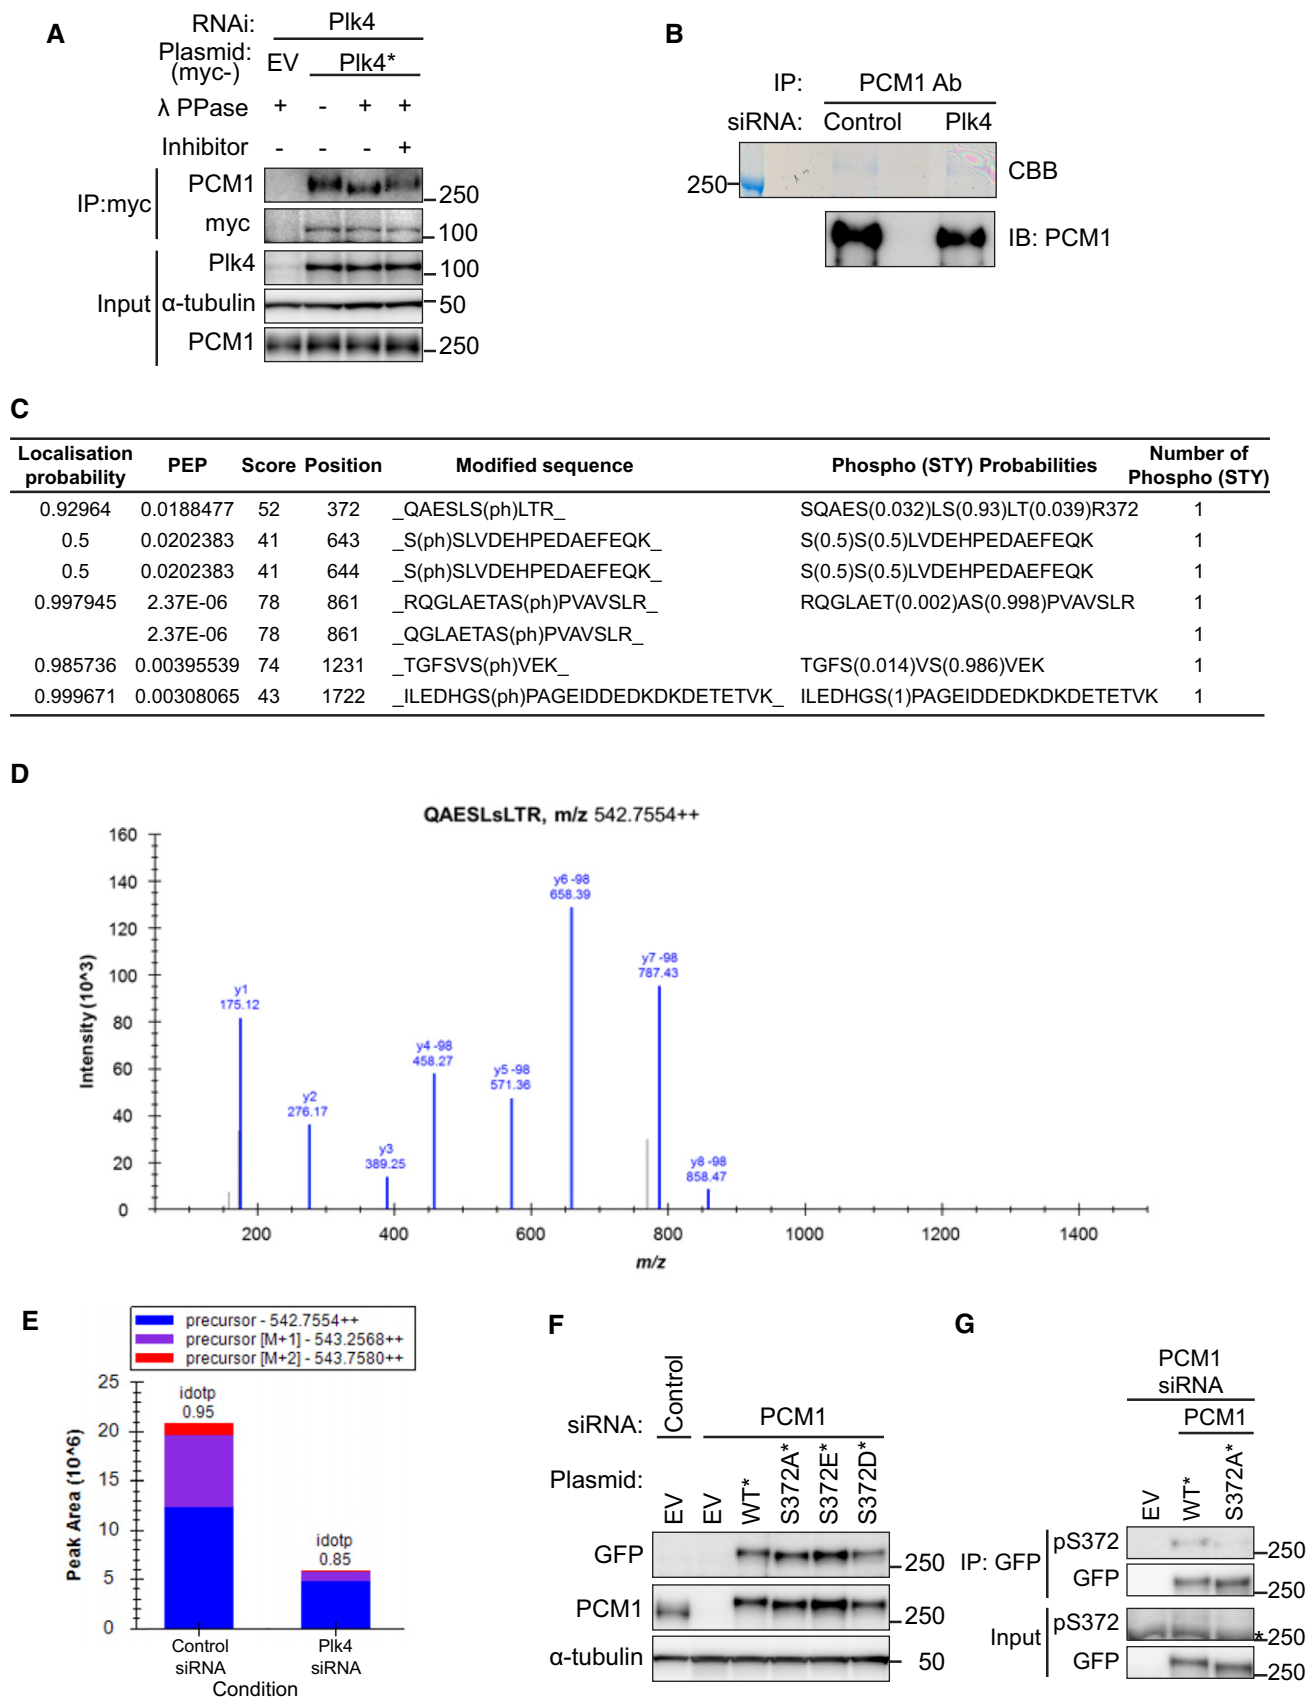 A
RNAi: Plk4
Plasmid: (myc-) EV Plk4*
λ PPase + - + +
Inhibitor - - - +
IP:myc
PCM1 250
myc 100
Input
Plk4 100
α-tubulin 50
PCM1 250
B
IP: PCM1 Ab
siRNA: Control Plk4
250 CBB
IB: PCM1
C
Localisation probability PEP Score Position Modified sequence Phospho (STY) Probabilities Number of Phospho (STY)
0.92964 0.0188477 52 372 _QAESLS(ph)LTR_ SQAES(0.032)LS(0.93)LT(0.039)R372 1
0.5 0.0202383 41 643 _S(ph)SLVDEHPEDAEFEQK_ S(0.5)S(0.5)LVDEHPEDAEFEQK 1
0.5 0.0202383 41 644 _S(ph)SLVDEHPEDAEFEQK_ S(0.5)S(0.5)LVDEHPEDAEFEQK 1
0.997945 2.37E-06 78 861 _RQGLAETAS(ph)PVAVSLR_ RQGLAET(0.002)AS(0.998)PVAVSLR 1
2.37E-06 78 861 _QGLAETAS(ph)PVAVSLR_ 1
0.985736 0.00395539 74 1231 _TGFSVS(ph)VEK_ TGFS(0.014)VS(0.986)VEK 1
0.999671 0.00308065 43 1722 _ILEDHGS(ph)PAGEIDDEDKDKDETETVK_ ILEDHGS(1)PAGEIDDEDKDKDETETVK 1
D
QAESLsLTR, m/z 542.7554++
Intensity (10^3)
160
140
120
100
80
60
40
20
0
y1
175.12
y2
276.17
y3
389.25
y4 -98
458.27
y5 -98
571.36
y6 -98
658.39
y7 -98
787.43
y8 -98
858.47
200 400 600 800 1000 1200 1400
m/z
E
precursor - 542.7554++
precursor [M+1] - 543.2568++
precursor [M+2] - 543.7580++
Peak Area (10^6)
25
20
15
10
5
0
idotp
0.95
idotp
0.85
Control siRNA
Plk4 siRNA
Condition
F
siRNA: Control PCM1
Plasmid: EV EV WT* S372A* S372E* S372D*
GFP 250
PCM1 250
α-tubulin 50
G
PCM1
siRNA
PCM1
EV WT* S372A*
IP: GFP
pS372 250
GFP 250
Input
pS372 *250
GFP 250